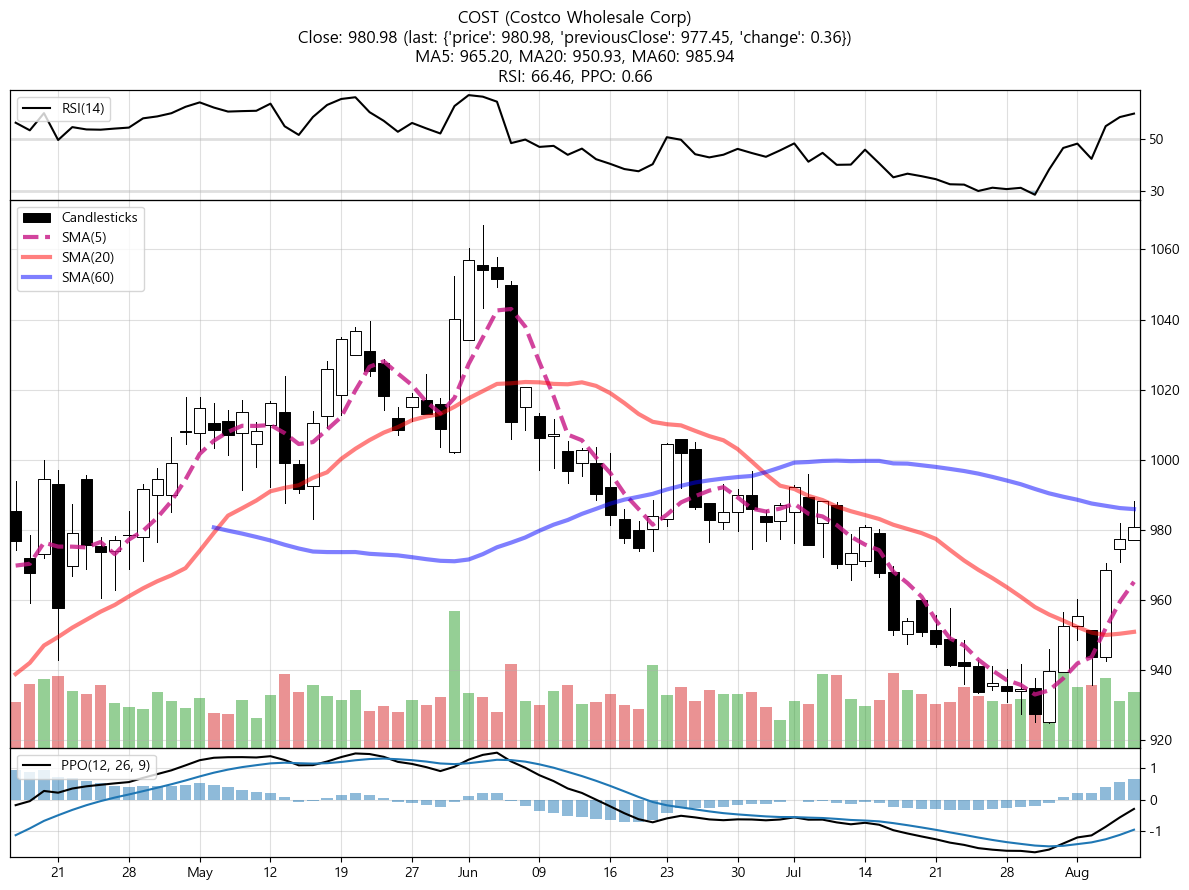 COST (Costco Wholesale Corp)
Close: 980.98 (last: {'price': 980.98, 'previousClose': 977.45, 'change': 0.36})
MA5: 965.20, MA20: 950.93, MA60: 985.94
RSI: 66.46, PPO: 0.66
RSI(14)
50
30
Candlesticks
SMA(5)
SMA(20)
SMA(60)
1060
1040
1020
1000
980
960
940
920
PPO(12, 26, 9)
1
0
-1
21 28 May 12 19 27 Jun 09 16 23 30 Jul 14 21 28 Aug